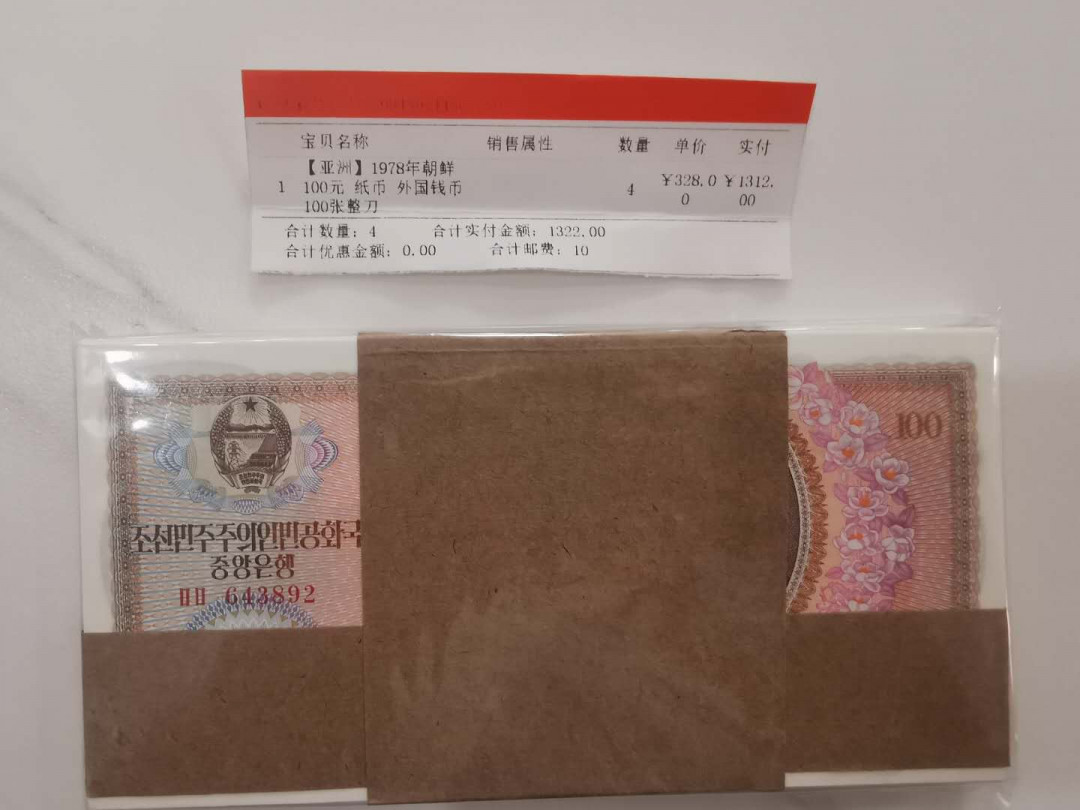 宝贝名称 销售属性 数量 单价 实付
1 【亚洲】1978年朝鲜100元 纸币 外国钱币100张整刀 4 ¥328.00 ¥1312.00
合计数量：4 合计实付金额：1322.00
合计优惠金额：0.00 合计邮费：10
100
조선민주주의인민공화국
중앙은행
ㅍㅍ 643892